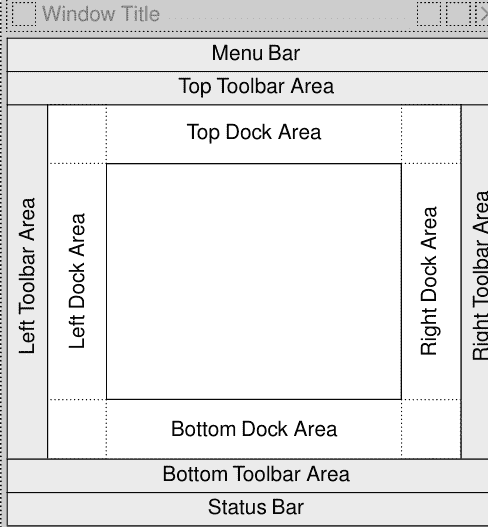 Window Title
Menu Bar
Top Toolbar Area
Top Dock Area
Left Toolbar Area
Left Dock Area
Right Dock Area
Right Toolbar Area
Bottom Dock Area
Bottom Toolbar Area
Status Bar